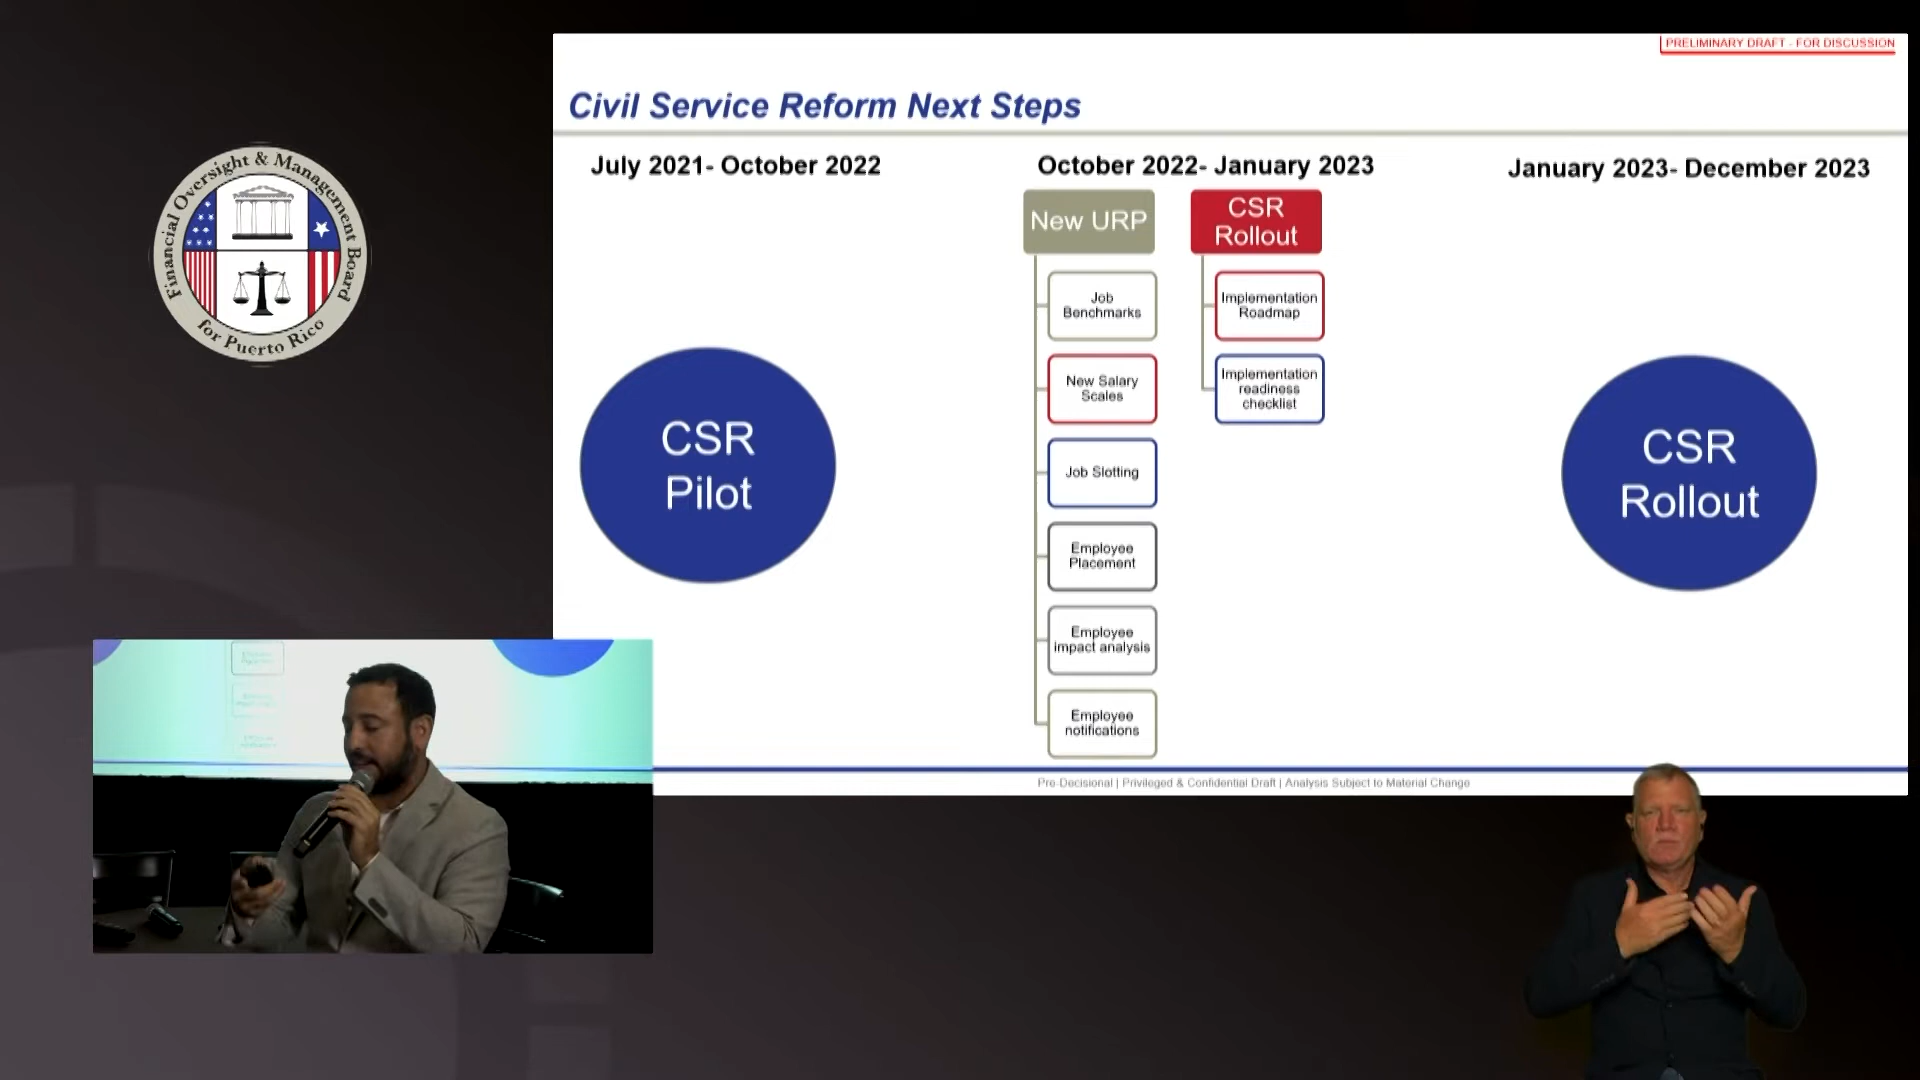 PRELIMINARY DRAFT - FOR DISCUSSION
Civil Service Reform Next Steps
July 2021- October 2022
October 2022- January 2023
January 2023- December 2023
CSR
Pilot
New URP
Job
Benchmarks
New Salary
Scales
Job Slotting
Employee
Placement
Employee
impact analysis
Employee
notifications
CSR
Rollout
Implementation
Roadmap
Implementation
readiness
checklist
CSR
Rollout
Pre-Decisional | Privileged & Confidential Draft | Analysis Subject to Material Change
Financial Oversight & Management Board
for Puerto Rico